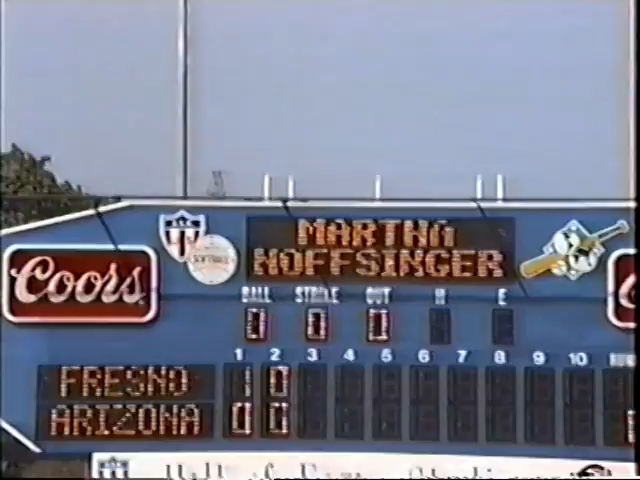 MARTHA
HOFFSINGER
Coors
BALL STRIKE OUT H E
0 0 0
1 2 3 4 5 6 7 8 9 10
FRESNO 1 0
ARIZONA 0 0